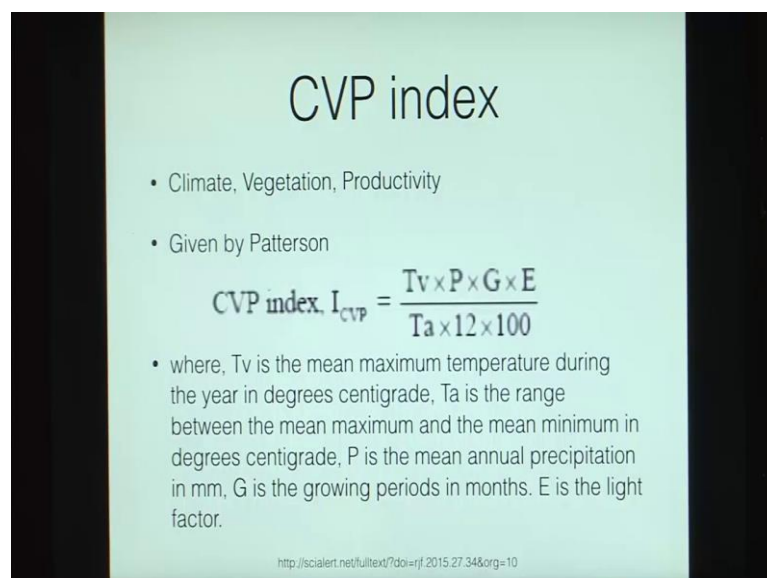 CVP index
• Climate, Vegetation, Productivity
• Given by Patterson
CVP index, I_CVP = Tv×P×G×E / Ta×12×100
• where, Tv is the mean maximum temperature during
the year in degrees centigrade, Ta is the range
between the mean maximum and the mean minimum in
degrees centigrade, P is the mean annual precipitation
in mm, G is the growing periods in months. E is the light
factor.
http://scialert.net/fulltext/?doi=rjf.2015.27.34&org=10